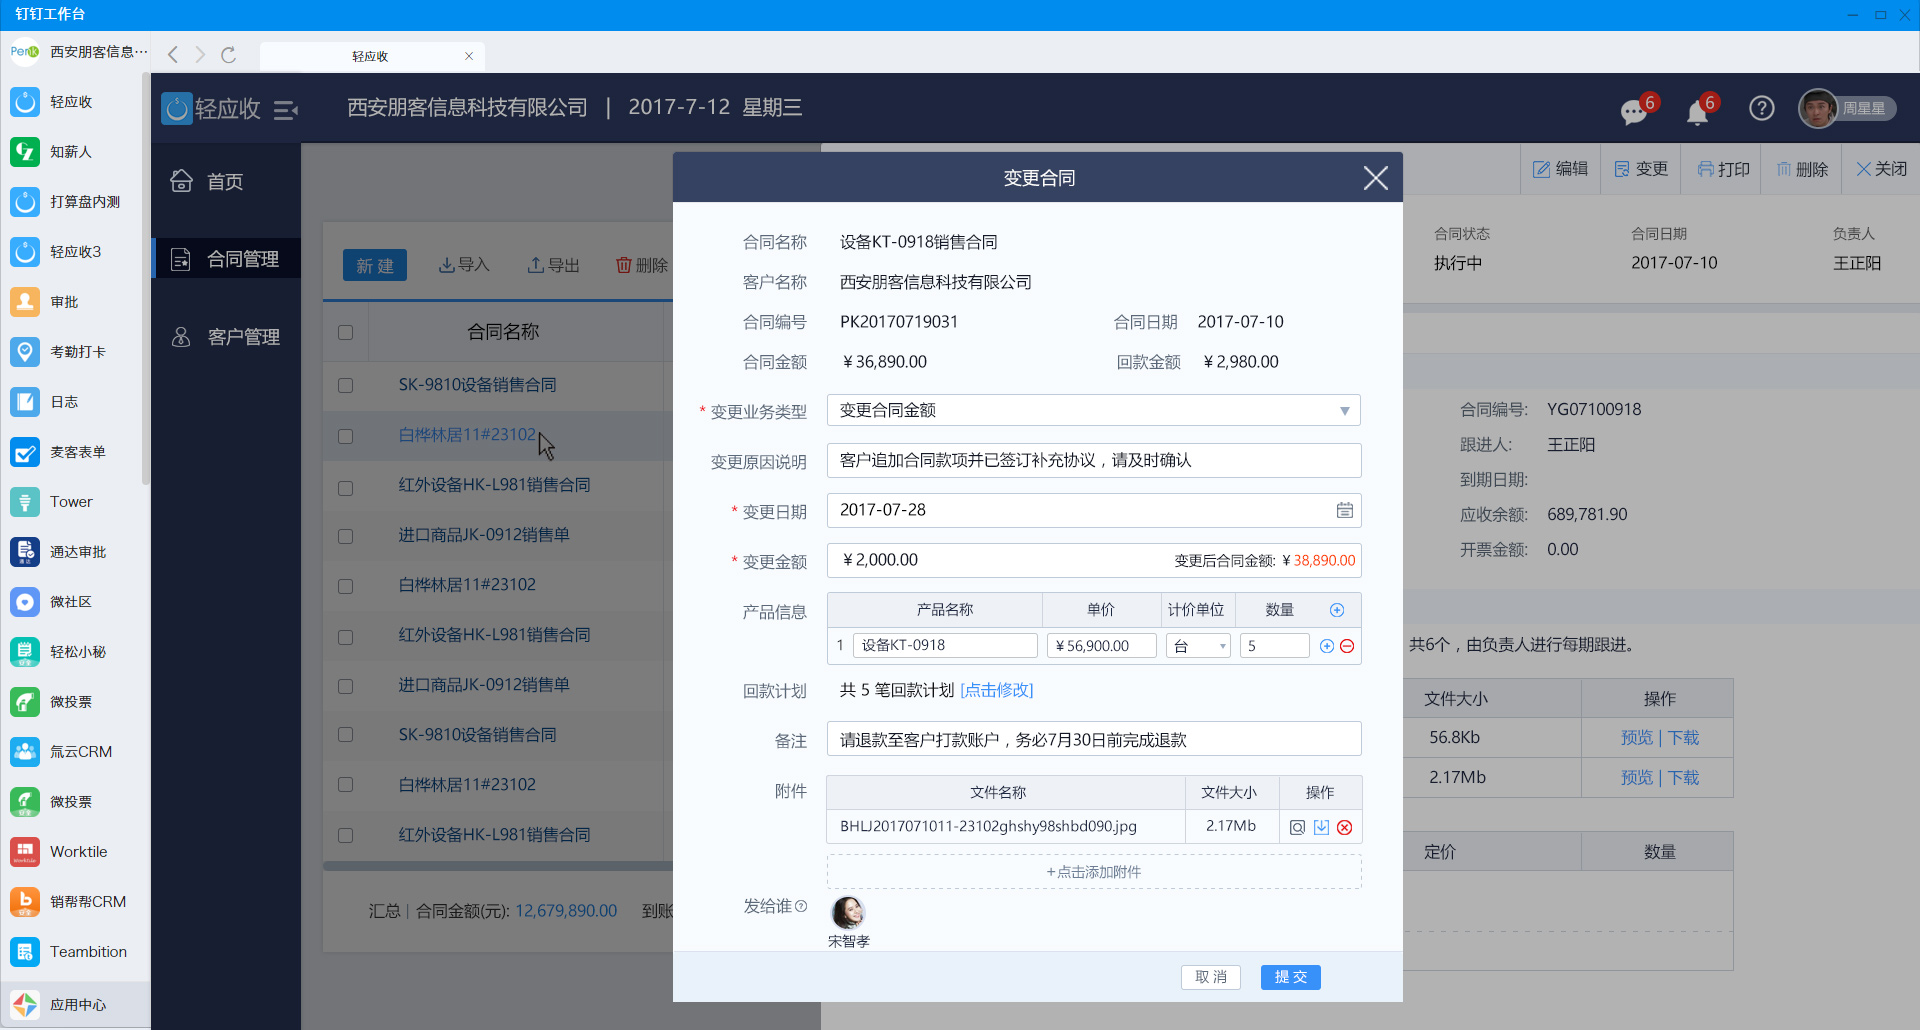 钉钉工作台
Penk 西安朋客信息···
轻应收
轻应收
知薪人
打算盘内测
轻应收3
审批
考勤打卡
日志
麦客表单
Tower
通达审批
微社区
轻松小秘
微投票
氚云CRM
微投票
Worktile
销帮帮CRM
Teambition
应用中心
轻应收
西安朋客信息科技有限公司 | 2017-7-12 星期三
6
6
周星星
首页
合同管理
客户管理
新 建
导入
导出
删除
合同名称
SK-9810设备销售合同
白桦林居11#23102
红外设备HK-L981销售合同
进口商品JK-0912销售单
白桦林居11#23102
红外设备HK-L981销售合同
进口商品JK-0912销售单
SK-9810设备销售合同
白桦林居11#23102
红外设备HK-L981销售合同
汇总 | 合同金额(元): 12,679,890.00 到账
编辑
变更
打印
删除
关闭
合同状态 合同日期 负责人
执行中 2017-07-10 王正阳
合同编号: YG07100918
跟进人: 王正阳
到期日期:
应收余额: 689,781.90
开票金额: 0.00
共6个，由负责人进行每期跟进。
文件大小 操作
56.8Kb 预览 | 下载
2.17Mb 预览 | 下载
定价 数量
变更合同
合同名称 设备KT-0918销售合同
客户名称 西安朋客信息科技有限公司
合同编号 PK20170719031 合同日期 2017-07-10
合同金额 ￥36,890.00 回款金额 ￥2,980.00
* 变更业务类型 变更合同金额
变更原因说明 客户追加合同款项并已签订补充协议，请及时确认
* 变更日期 2017-07-28
* 变更金额 ￥2,000.00 变更后合同金额: ￥38,890.00
产品信息 产品名称 单价 计价单位 数量
1 设备KT-0918 ￥56,900.00 台 5
回款计划 共 5 笔回款计划 [点击修改]
备注 请退款至客户打款账户，务必7月30日前完成退款
附件 文件名称 文件大小 操作
BHLJ2017071011-23102ghshy98shbd090.jpg 2.17Mb
+点击添加附件
发给谁
宋智孝
取 消
提 交